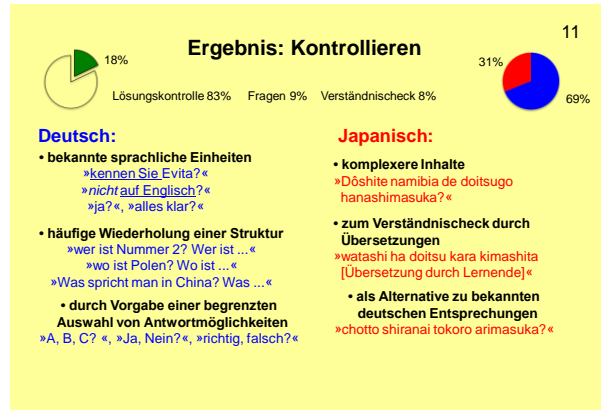 11
Ergebnis: Kontrollieren
18%
31%
69%
Lösungskontrolle 83% Fragen 9% Verständnischeck 8%
Deutsch:
• bekannte sprachliche Einheiten
»kennen Sie Evita?«
»nicht auf Englisch?«
»ja?«, »alles klar?«
• häufige Wiederholung einer Struktur
»wer ist Nummer 2? Wer ist ...«
»wo ist Polen? Wo ist ...«
»Was spricht man in China? Was ...«
• durch Vorgabe einer begrenzten
Auswahl von Antwortmöglichkeiten
»A, B, C? «, »Ja, Nein?«, »richtig, falsch?«
Japanisch:
• komplexere Inhalte
»Dôshite namibia de doitsugo
hanashimasuka?«
• zum Verständnischeck durch
Übersetzungen
»watashi ha doitsu kara kimashita
[Übersetzung durch Lernende]«
• als Alternative zu bekannten
deutschen Entsprechungen
»chotto shiranai tokoro arimasuka?«